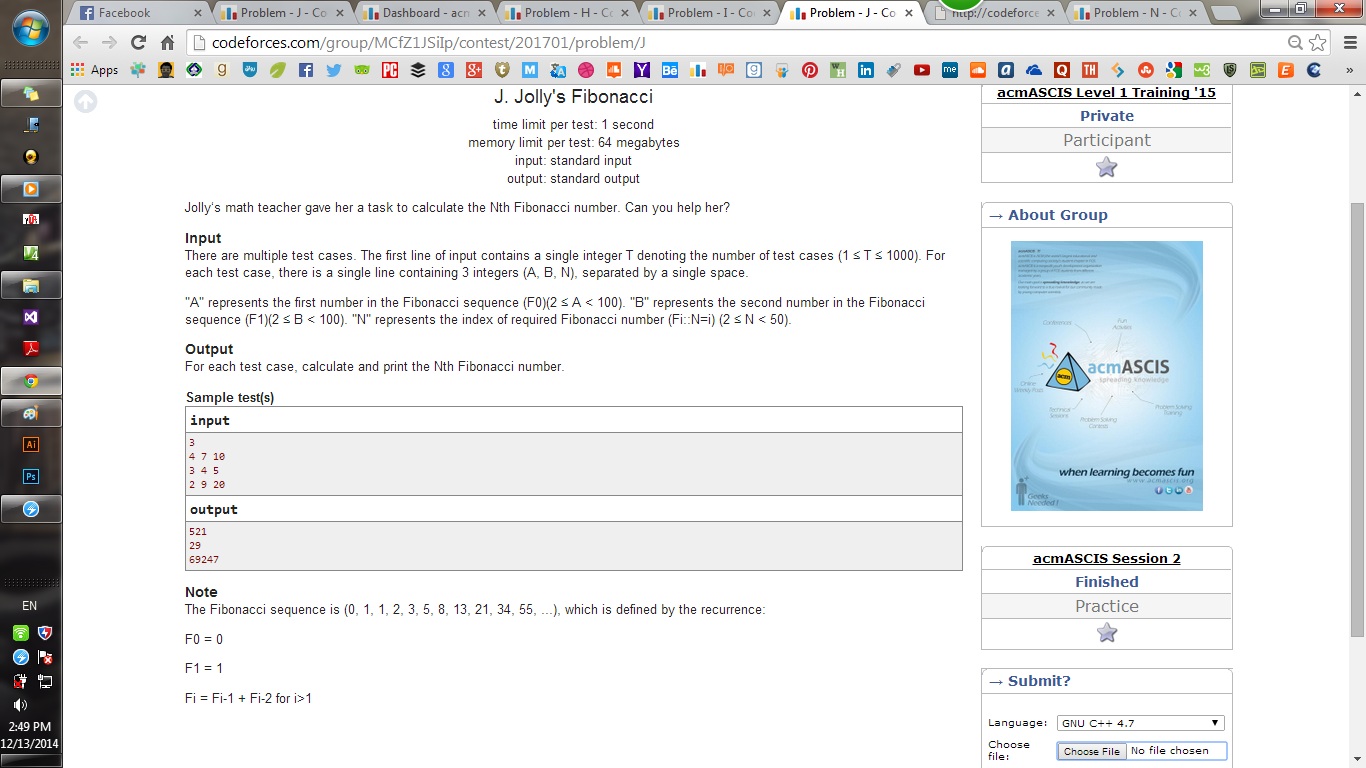 Facebook
Problem - J - Co
Dashboard - acm
Problem - H - Co
Problem - I - Co
Problem - J - Co
http://codeforce
Problem - N - Co
codeforces.com/group/MCfZ1JSiIp/contest/201701/problem/J
Apps
J. Jolly's Fibonacci
time limit per test: 1 second
memory limit per test: 64 megabytes
input: standard input
output: standard output
Jolly's math teacher gave her a task to calculate the Nth Fibonacci number. Can you help her?
Input
There are multiple test cases. The first line of input contains a single integer T denoting the number of test cases (1 ≤ T ≤ 1000). For
each test case, there is a single line containing 3 integers (A, B, N), separated by a single space.
"A" represents the first number in the Fibonacci sequence (F0)(2 ≤ A < 100). "B" represents the second number in the Fibonacci
sequence (F1)(2 ≤ B < 100). "N" represents the index of required Fibonacci number (Fi::N=i) (2 ≤ N < 50).
Output
For each test case, calculate and print the Nth Fibonacci number.
Sample test(s)
input
3
4 7 10
3 4 5
2 9 20
output
521
29
69247
Note
The Fibonacci sequence is (0, 1, 1, 2, 3, 5, 8, 13, 21, 34, 55, ...), which is defined by the recurrence:
F0 = 0
F1 = 1
Fi = Fi-1 + Fi-2 for i>1
acmASCIS Level 1 Training '15
Private
Participant
→ About Group
Conferences
Fun Activities
acmASCIS
Spreading Knowledge
Technical Sessions
Problem Solving Contests
Problem Solving Training
when learning becomes fun
www.acmascis.org
Geeks Needed!
acmASCIS Session 2
Finished
Practice
→ Submit?
Language:
GNU C++ 4.7
Choose file:
Choose File No file chosen
EN
2:49 PM
12/13/2014